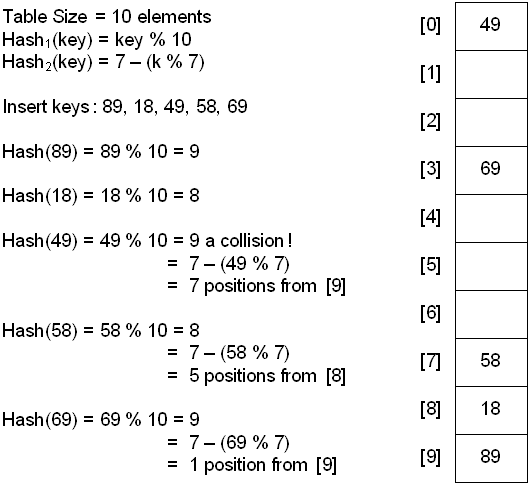 Table Size = 10 elements
Hash₁(key) = key % 10
Hash₂(key) = 7 – (k % 7)
Insert keys : 89, 18, 49, 58, 69
Hash(89) = 89 % 10 = 9
Hash(18) = 18 % 10 = 8
Hash(49) = 49 % 10 = 9 a collision !
= 7 – (49 % 7)
= 7 positions from [9]
Hash(58) = 58 % 10 = 8
= 7 – (58 % 7)
= 5 positions from [8]
Hash(69) = 69 % 10 = 9
= 7 – (69 % 7)
= 1 position from [9]
[0] 49
[1]
[2]
[3] 69
[4]
[5]
[6]
[7] 58
[8] 18
[9] 89